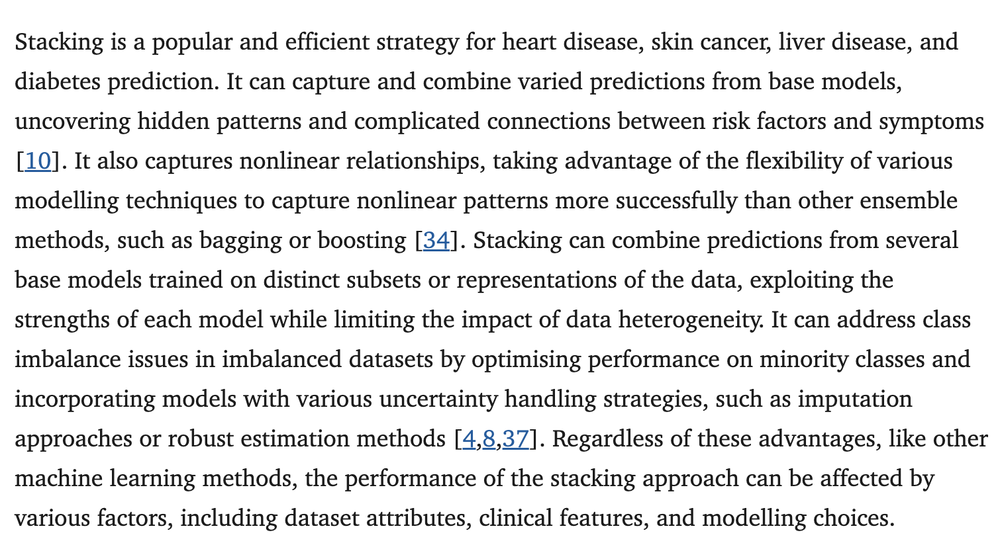 Stacking is a popular and efficient strategy for heart disease, skin cancer, liver disease, and
diabetes prediction. It can capture and combine varied predictions from base models,
uncovering hidden patterns and complicated connections between risk factors and symptoms
[10]. It also captures nonlinear relationships, taking advantage of the flexibility of various
modelling techniques to capture nonlinear patterns more successfully than other ensemble
methods, such as bagging or boosting [34]. Stacking can combine predictions from several
base models trained on distinct subsets or representations of the data, exploiting the
strengths of each model while limiting the impact of data heterogeneity. It can address class
imbalance issues in imbalanced datasets by optimising performance on minority classes and
incorporating models with various uncertainty handling strategies, such as imputation
approaches or robust estimation methods [4,8,37]. Regardless of these advantages, like other
machine learning methods, the performance of the stacking approach can be affected by
various factors, including dataset attributes, clinical features, and modelling choices.